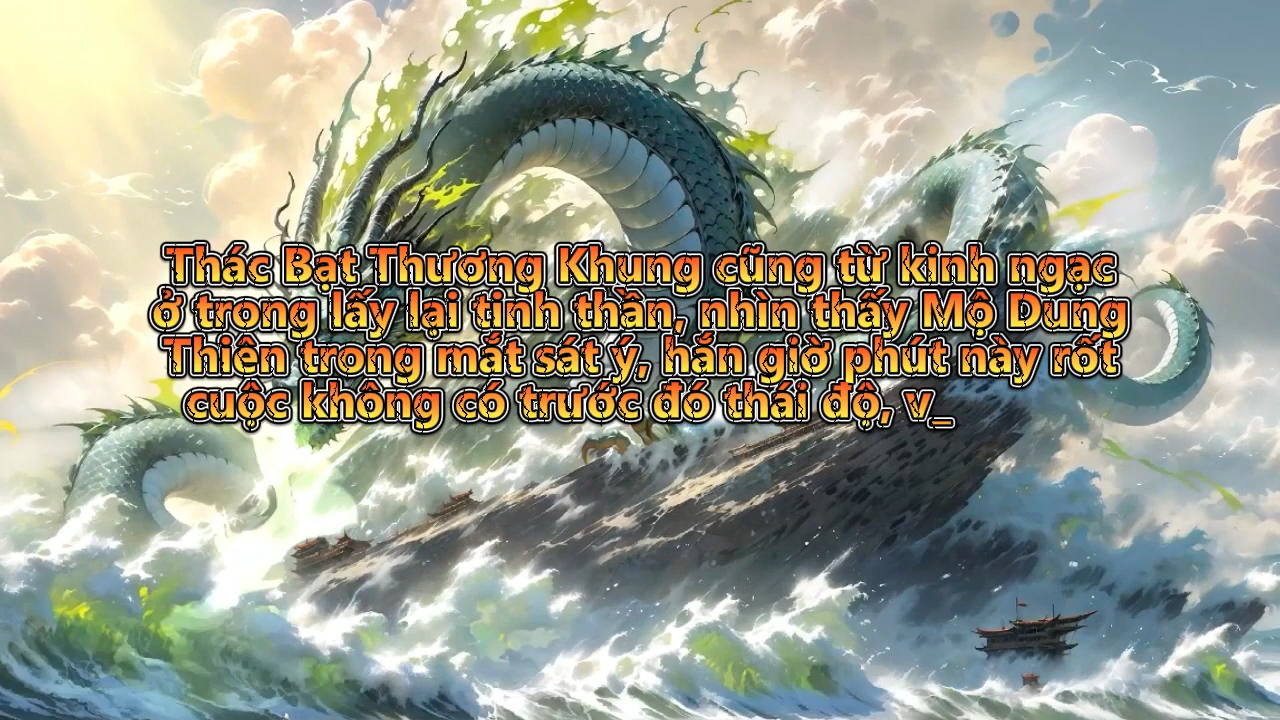 Thác Bạt Thương Khung cũng từ kinh ngạc
ở trong lấy lại tinh thần, nhìn thấy Mộ Dung
Thiên trong mắt sát ý, hắn giờ phút này rốt
cuộc không có trước đó thái độ, v_